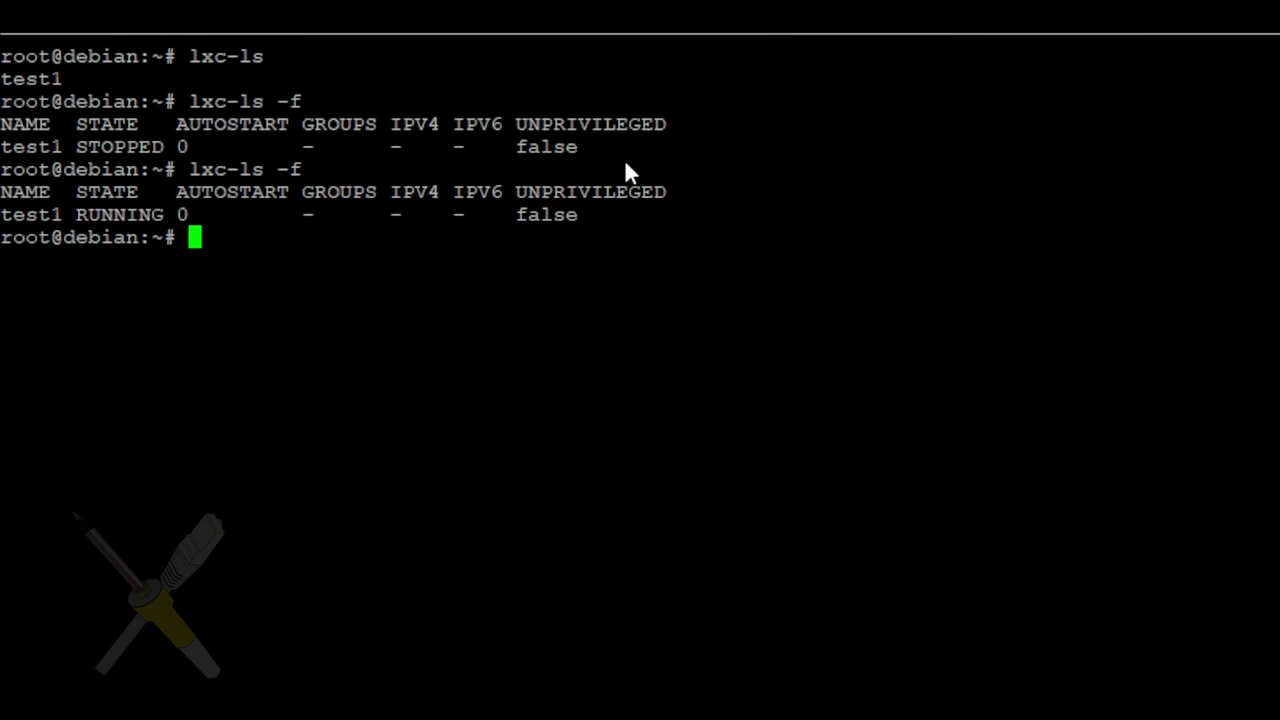 root@debian:~# lxc-ls
test1
root@debian:~# lxc-ls -f
NAME  STATE   AUTOSTART GROUPS IPV4 IPV6 UNPRIVILEGED
test1 STOPPED 0         -      -    -    false
root@debian:~# lxc-ls -f
NAME  STATE   AUTOSTART GROUPS IPV4 IPV6 UNPRIVILEGED
test1 RUNNING 0         -      -    -    false
root@debian:~#